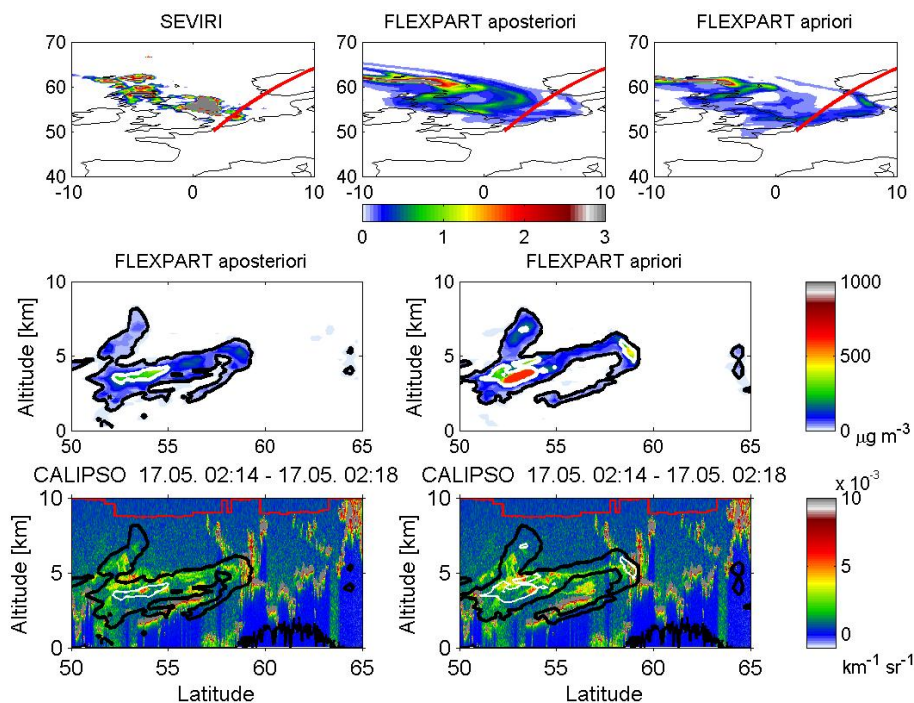 SEVIRI FLEXPART aposteriori FLEXPART apriori
70 70 70
60 60 60
50 50 50
40 40 40
-10 0 10 -10 0 10 -10 0 10
0 1 2 3
FLEXPART aposteriori FLEXPART apriori
10 10 1000
Altitude [km] 5 Altitude [km] 5 500
0 0 0
μg m-3
50 55 60 65 50 55 60 65
CALIPSO 17.05. 02:14 - 17.05. 02:18 CALIPSO 17.05. 02:14 - 17.05. 02:18
x 10-3
10 10 10
Altitude [km] 5 Altitude [km] 5 5
0 0 0
km-1 sr-1
50 55 60 65 50 55 60 65
Latitude Latitude